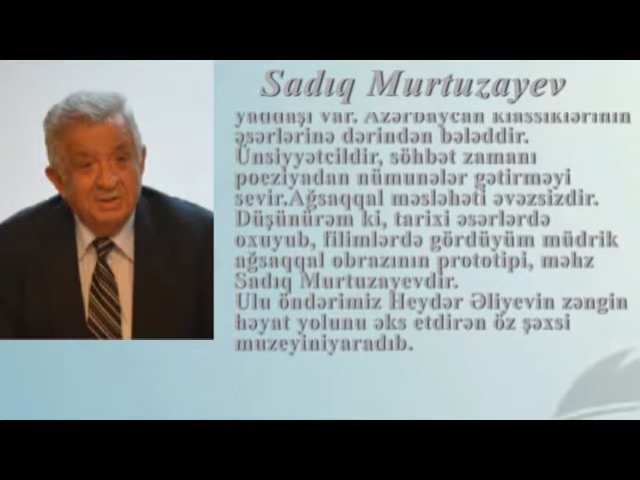 Sadıq Murtuzayev
yaddaşı var. Azərbaycan klassiklərinin
əsərlərinə dərindən bələddir.
Ünsiyyətcildir, söhbət zamanı
poeziyadan nümunələr gətirməyi
sevir.Ağsaqqal məsləhəti əvəzsizdir.
Düşünürəm ki, tarixi əsərlərdə
oxuyub, filimlərdə gördüyüm müdrik
ağsaqqal obrazının prototipi, məhz
Sadıq Murtuzayevdir.
Ulu öndərimiz Heydər Əliyevin zəngin
həyat yolunu əks etdirən öz şəxsi
muzeyiniyaradıb.